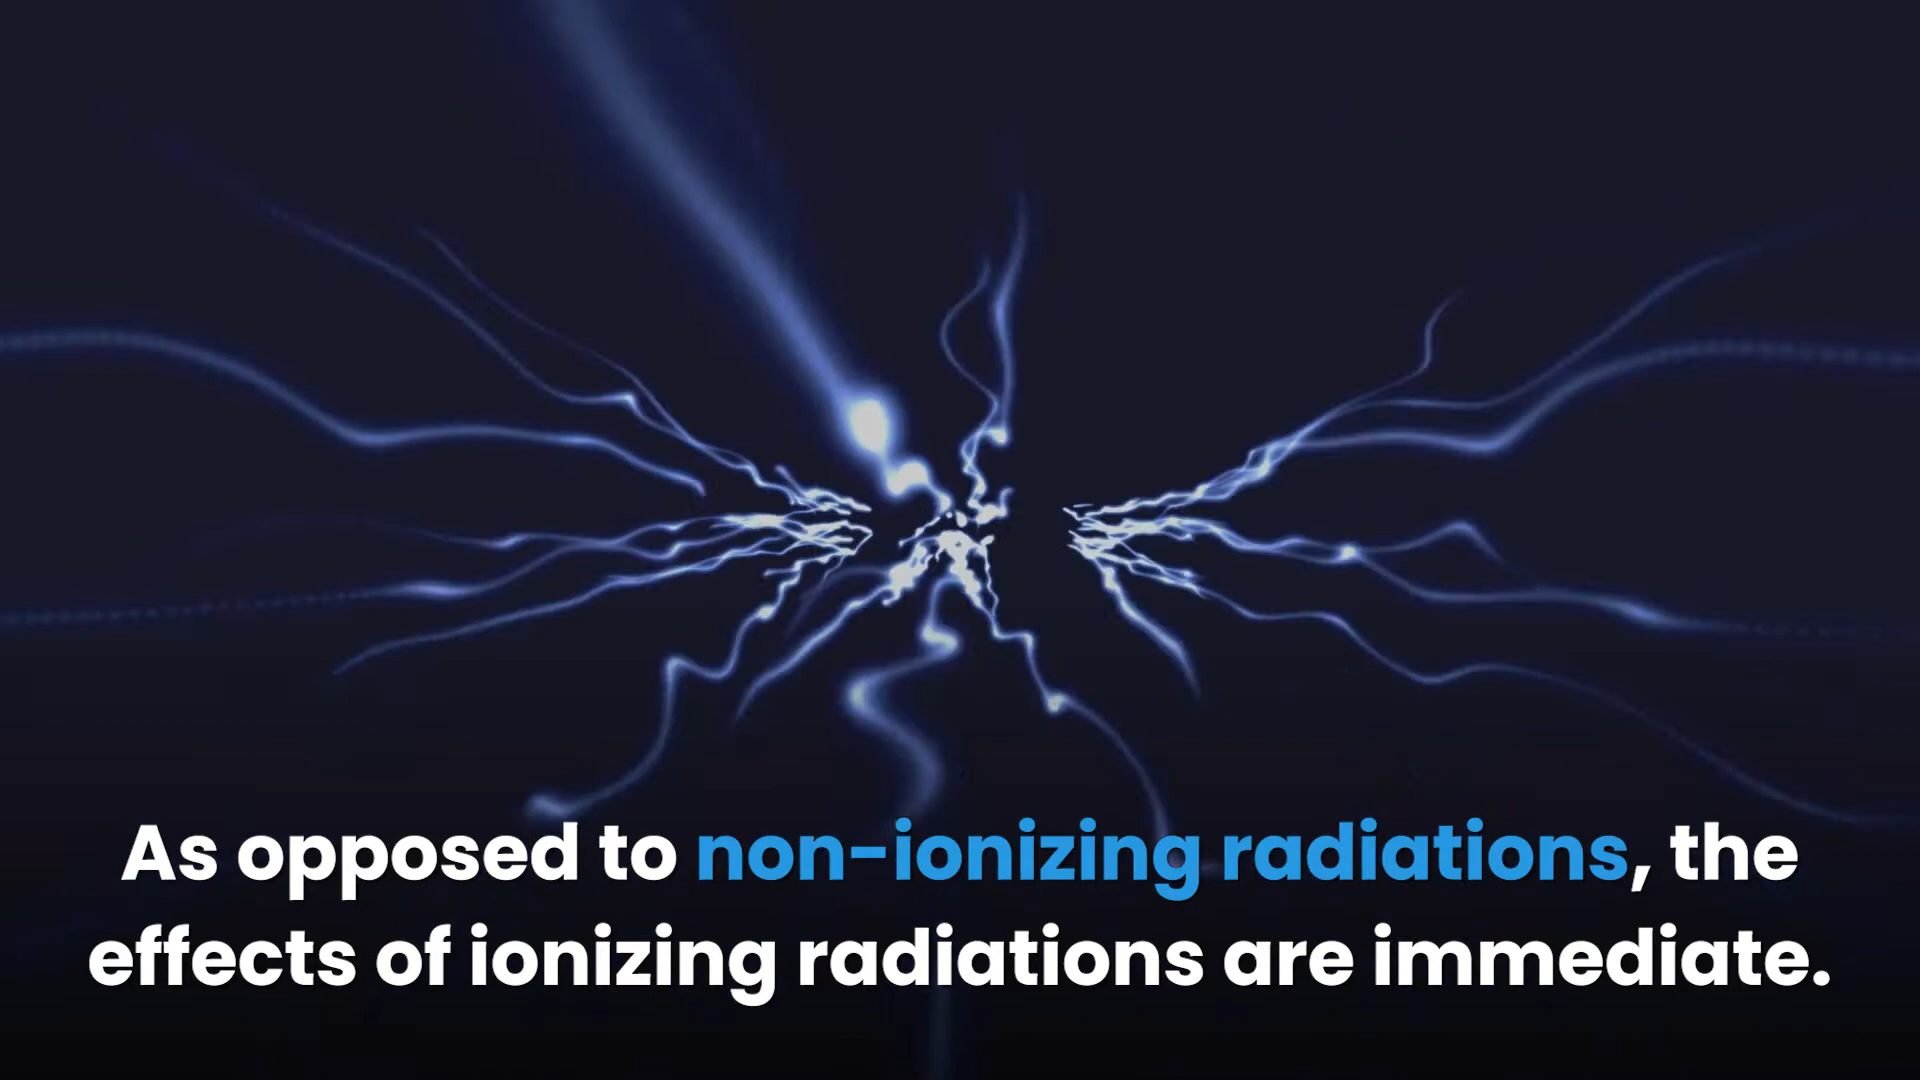 As opposed to non-ionizing radiations, the
effects of ionizing radiations are immediate.